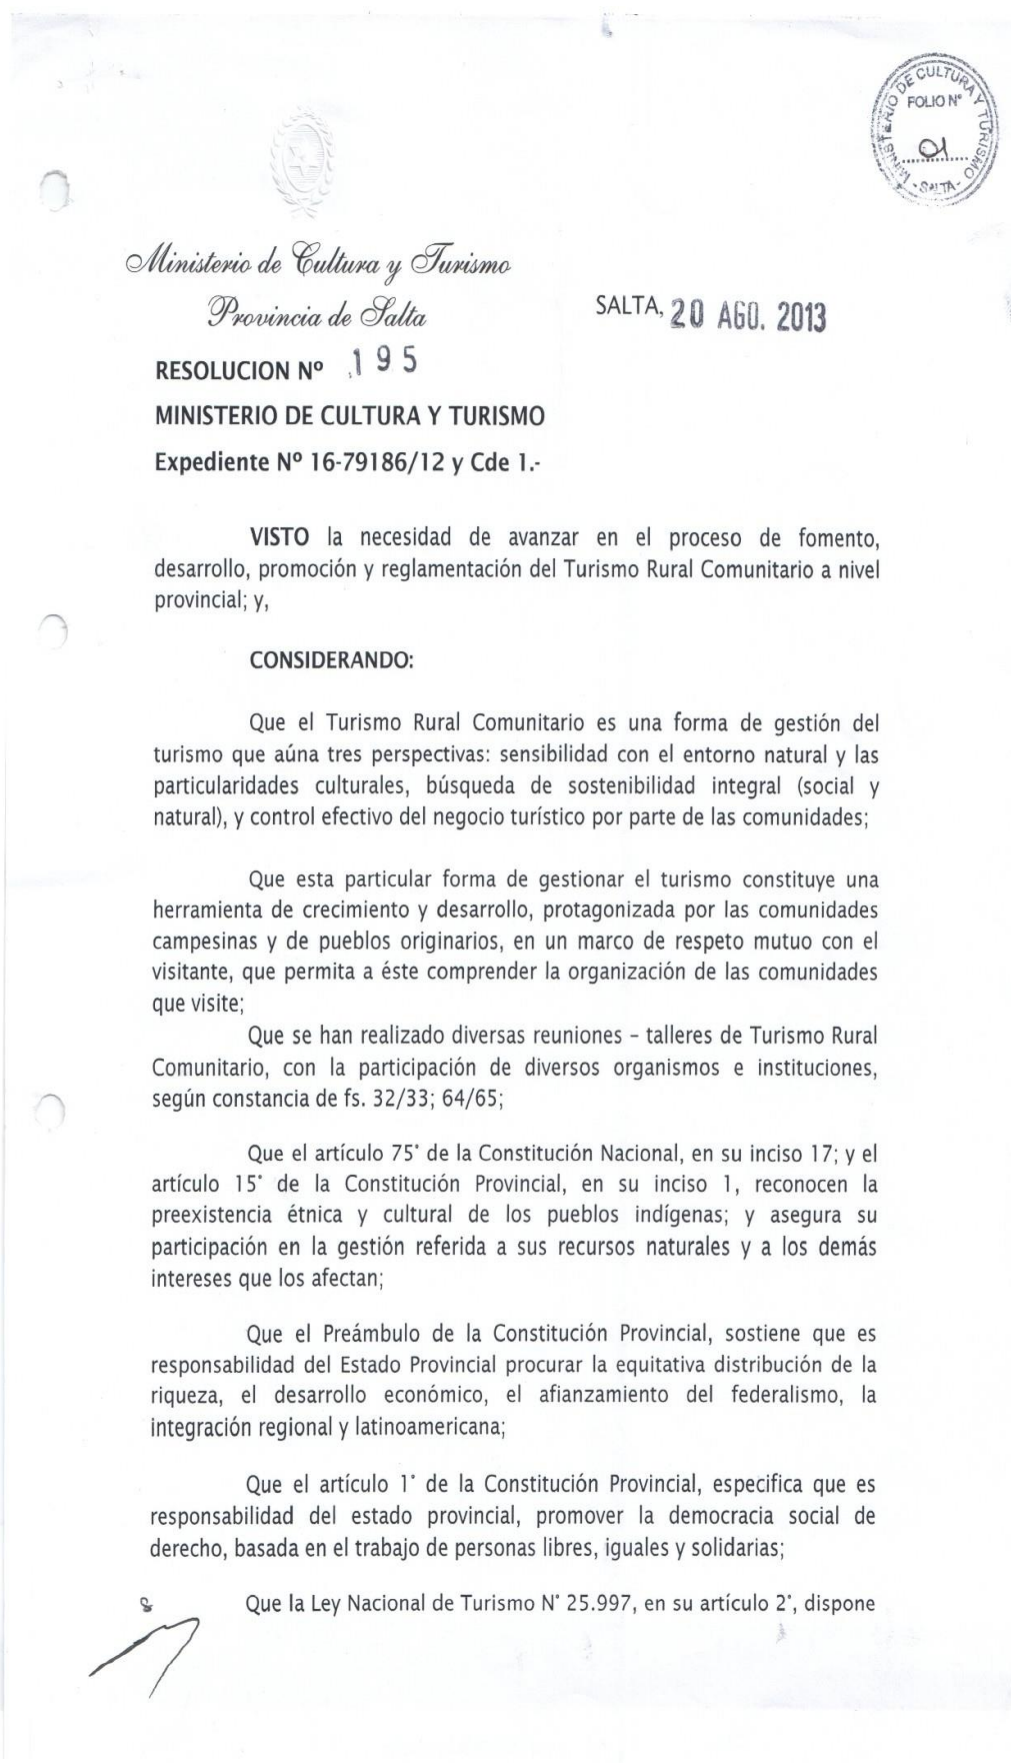 MINISTERIO DE CULTURA Y TURISMO
FOLIO Nº
01
- SALTA -
Ministerio de Cultura y Turismo
Provincia de Salta
SALTA, 20 AGO. 2013
RESOLUCION Nº 195
MINISTERIO DE CULTURA Y TURISMO
Expediente Nº 16-79186/12 y Cde 1.-
VISTO la necesidad de avanzar en el proceso de fomento,
desarrollo, promoción y reglamentación del Turismo Rural Comunitario a nivel
provincial; y,
CONSIDERANDO:
Que el Turismo Rural Comunitario es una forma de gestión del
turismo que aúna tres perspectivas: sensibilidad con el entorno natural y las
particularidades culturales, búsqueda de sostenibilidad integral (social y
natural), y control efectivo del negocio turístico por parte de las comunidades;
Que esta particular forma de gestionar el turismo constituye una
herramienta de crecimiento y desarrollo, protagonizada por las comunidades
campesinas y de pueblos originarios, en un marco de respeto mutuo con el
visitante, que permita a éste comprender la organización de las comunidades
que visite;
Que se han realizado diversas reuniones – talleres de Turismo Rural
Comunitario, con la participación de diversos organismos e instituciones,
según constancia de fs. 32/33; 64/65;
Que el artículo 75° de la Constitución Nacional, en su inciso 17; y el
artículo 15° de la Constitución Provincial, en su inciso 1, reconocen la
preexistencia étnica y cultural de los pueblos indígenas; y asegura su
participación en la gestión referida a sus recursos naturales y a los demás
intereses que los afectan;
Que el Preámbulo de la Constitución Provincial, sostiene que es
responsabilidad del Estado Provincial procurar la equitativa distribución de la
riqueza, el desarrollo económico, el afianzamiento del federalismo, la
integración regional y latinoamericana;
Que el artículo 1° de la Constitución Provincial, especifica que es
responsabilidad del estado provincial, promover la democracia social de
derecho, basada en el trabajo de personas libres, iguales y solidarias;
Que la Ley Nacional de Turismo N° 25.997, en su artículo 2°, dispone